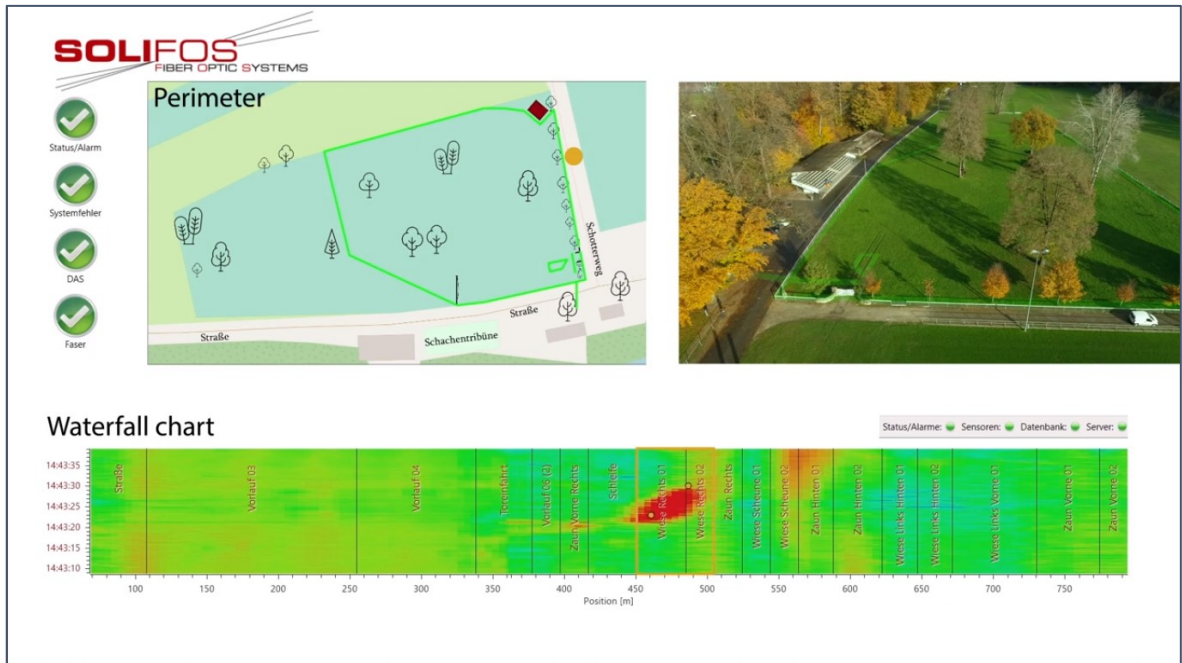 SOLIFOS
FIBER OPTIC SYSTEMS
Perimeter
Status/Alarm
Systemfehler
DAS
Faser
Schotterweg
Straße
Straße
Schachentribüne
Waterfall chart
Status/Alarme: Sensoren: Datenbank: Server:
14:43:35
14:43:30
14:43:25
14:43:20
14:43:15
14:43:10
Straße
Vorlauf 03
Vorlauf 04
Toreinfahrt
Vorlauf 06 (2)
Zaun Vorne Rechts
Schleife
Wiese Rechts 01
Wiese Rechts 02
Zaun Rechts
Wiese Scheune 01
Wiese Scheune 02
Zaun Hinten 01
Zaun Hinten 02
Wiese Links Hinten 01
Wiese Links Hinten 02
Wiese Links Vorne 01
Zaun Vorne 01
Zaun Vorne 02
100 150 200 250 300 350 400 450 500 550 600 650 700 750
Position [m]